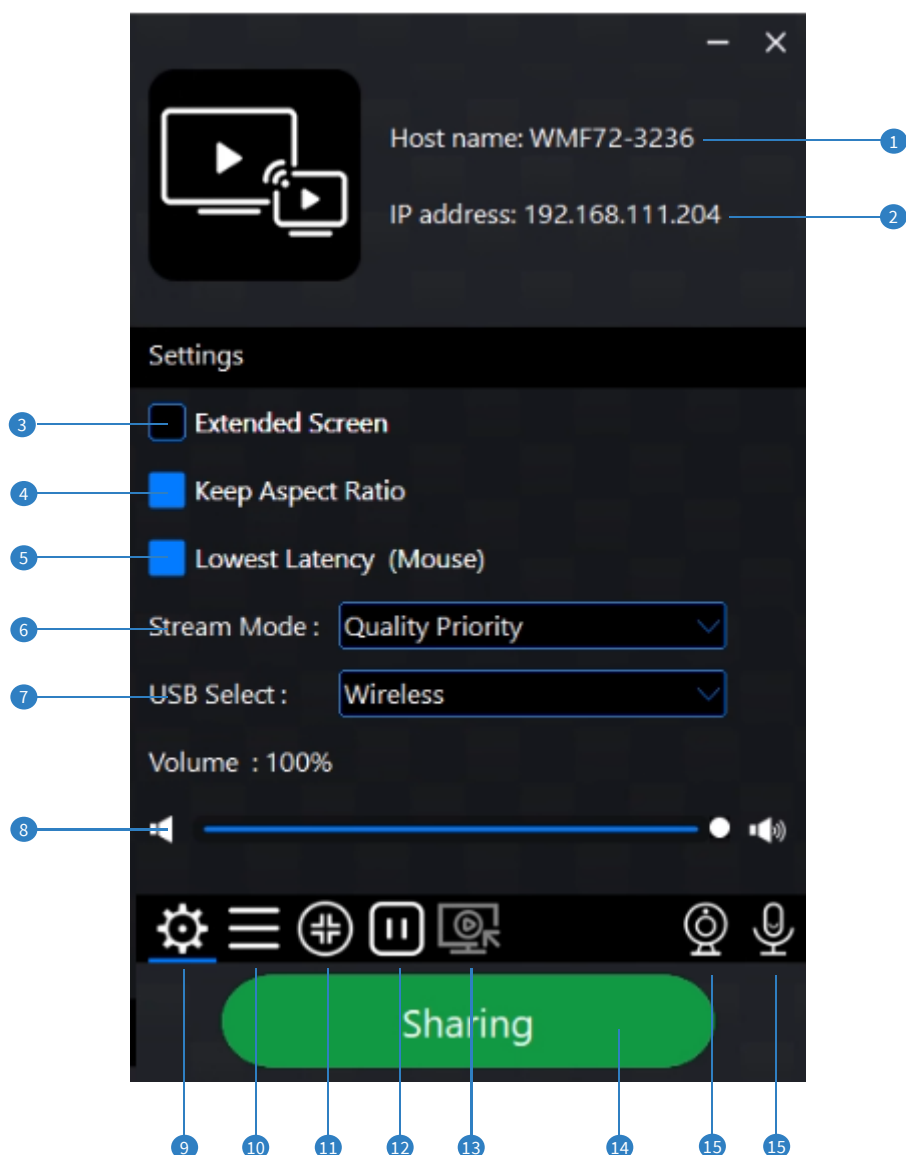 Host name: WMF72-3236
1
IP address: 192.168.111.204
2
Settings
3
Extended Screen
4
Keep Aspect Ratio
5
Lowest Latency (Mouse)
6
Stream Mode : Quality Priority
7
USB Select : Wireless
Volume : 100%
8
Sharing
9 10 11 12 13 14 15 15